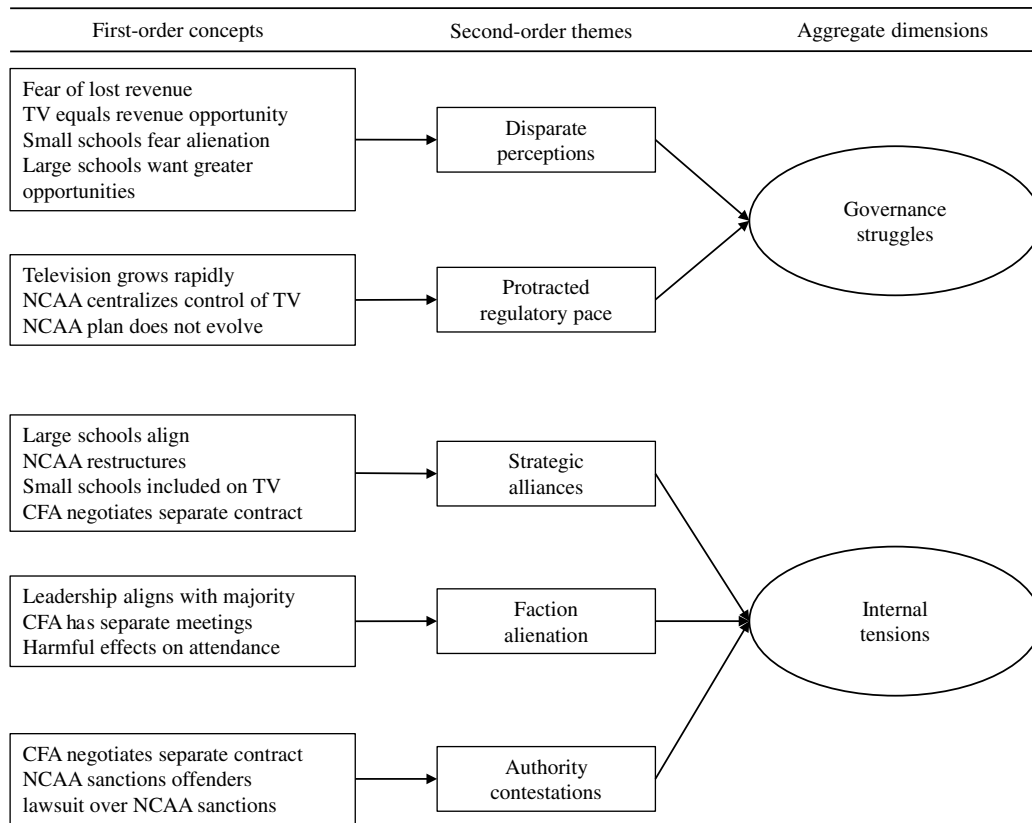 First-order concepts
Second-order themes
Aggregate dimensions
Fear of lost revenue
TV equals revenue opportunity
Small schools fear alienation
Large schools want greater
opportunities
Disparate
perceptions
Governance
struggles
Television grows rapidly
NCAA centralizes control of TV
NCAA plan does not evolve
Protracted
regulatory pace
Large schools align
NCAA restructures
Small schools included on TV
CFA negotiates separate contract
Strategic
alliances
Leadership aligns with majority
CFA has separate meetings
Harmful effects on attendance
Faction
alienation
Internal
tensions
CFA negotiates separate contract
NCAA sanctions offenders
lawsuit over NCAA sanctions
Authority
contestations